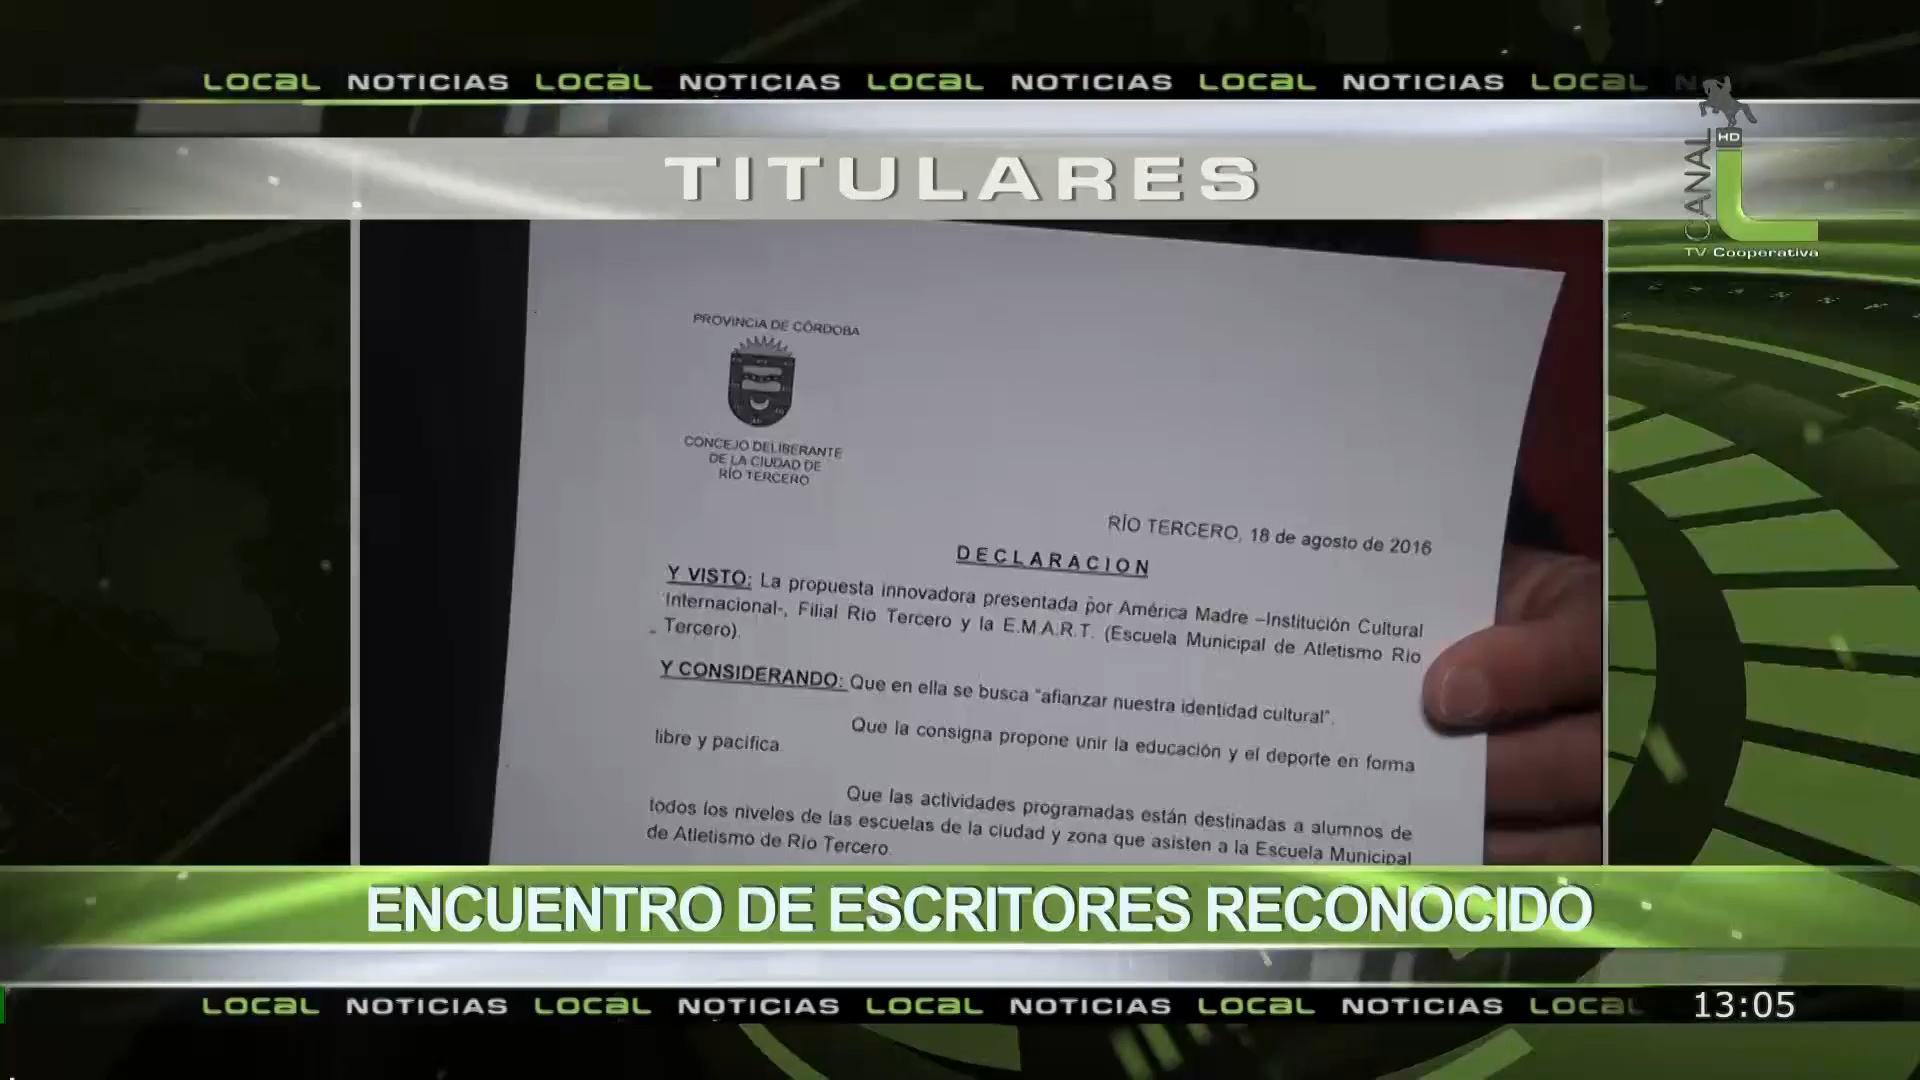 LOCAL NOTICIAS LOCAL NOTICIAS LOCAL NOTICIAS LOCAL NOTICIAS LOCAL
TITULARES
CANAL HD L
TV Cooperativa
PROVINCIA DE CÓRDOBA
CONCEJO DELIBERANTE
DE LA CIUDAD DE
RÍO TERCERO
RÍO TERCERO, 18 de agosto de 2016
DECLARACION
Y VISTO: La propuesta innovadora presentada por América Madre –Institución Cultural
Internacional-, Filial Río Tercero y la E.M.A.R.T. (Escuela Municipal de Atletismo Río
Tercero).
Y CONSIDERANDO: Que en ella se busca “afianzar nuestra identidad cultural”.
Que la consigna propone unir la educación y el deporte en forma
libre y pacifica.
Que las actividades programadas están destinadas a alumnos de
todos los niveles de las escuelas de la ciudad y zona que asisten a la Escuela Municipal
de Atletismo de Río Tercero.
ENCUENTRO DE ESCRITORES RECONOCIDO
LOCAL NOTICIAS LOCAL NOTICIAS LOCAL NOTICIAS LOCAL NOTICIAS LOCAL
13:05